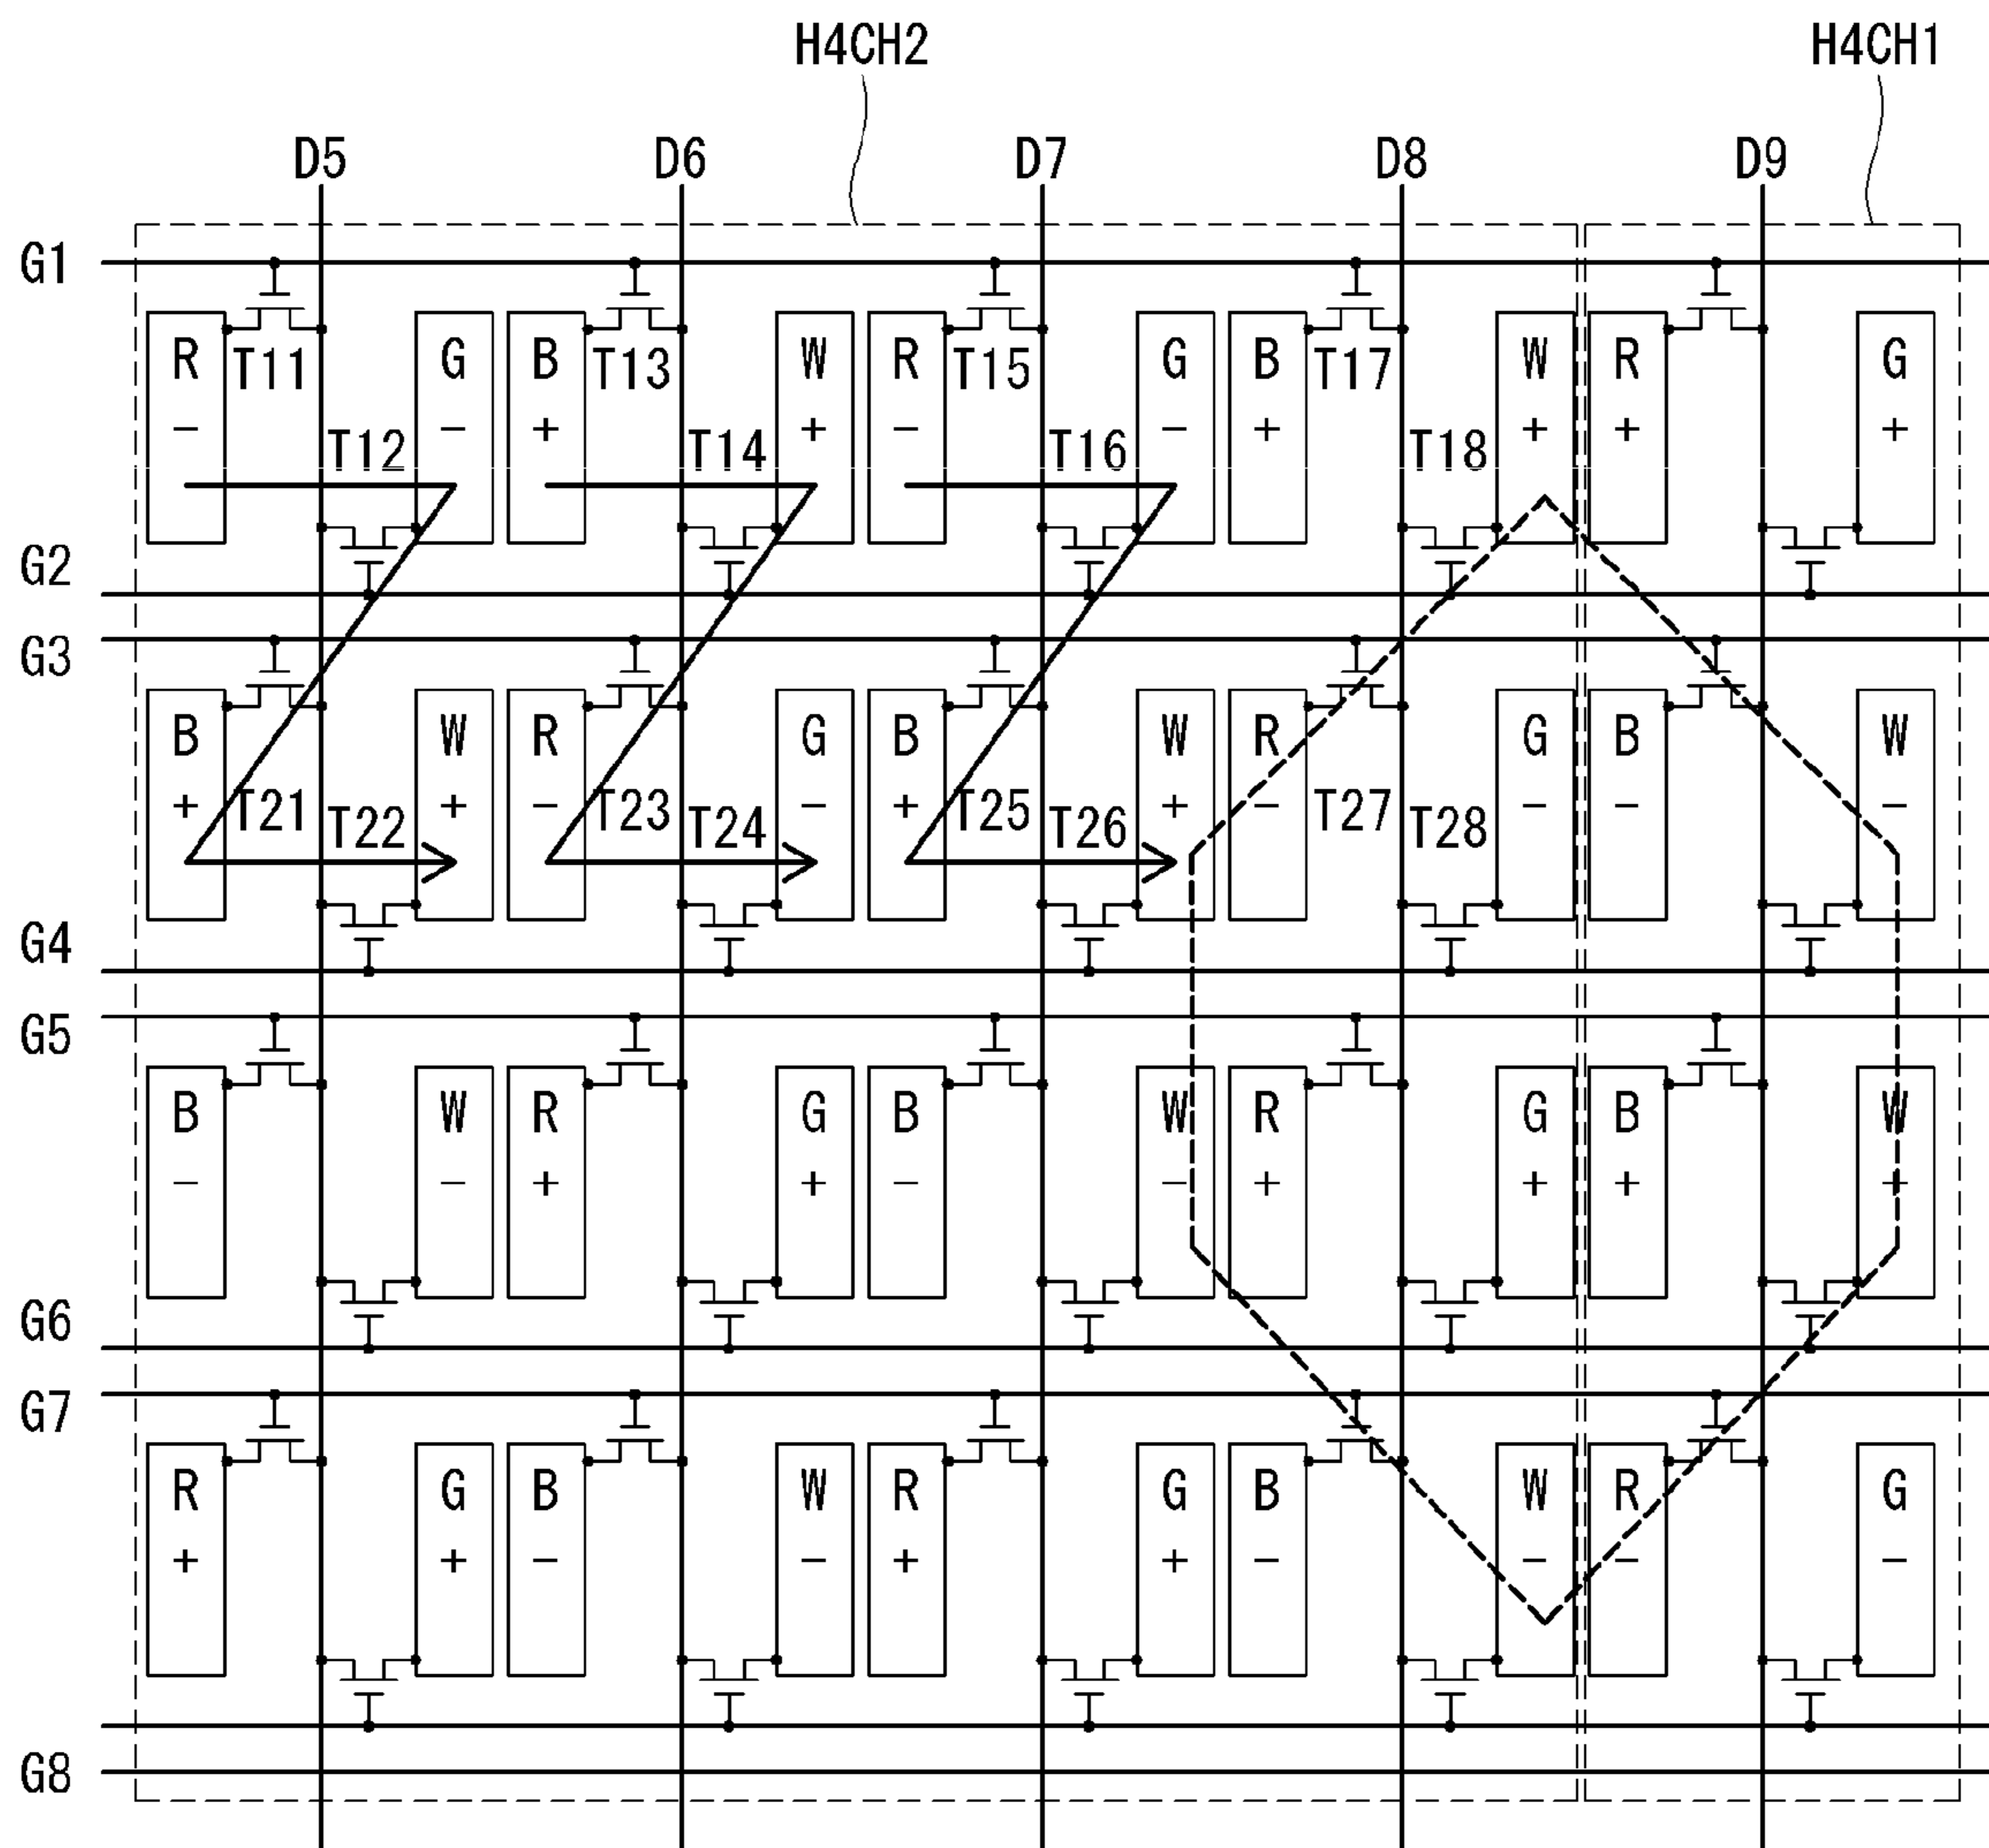 H4CH2 H4CH1
D5 D6 D7 D8 D9
G1
R T11 G B T13 W R T15 G B T17 W R G
- T12 - + T14 + - T16 - + T18 + + +
G2
G3
B W R G B W R G B W
+ T21 T22 + - T23 T24 - + T25 T26 + - T27 T28 - - -
G4
G5
B W R G B W R G B W
- - + + - - + + + +
G6
G7
R G B W R G B W R G
+ + - - + + - - - -
G8